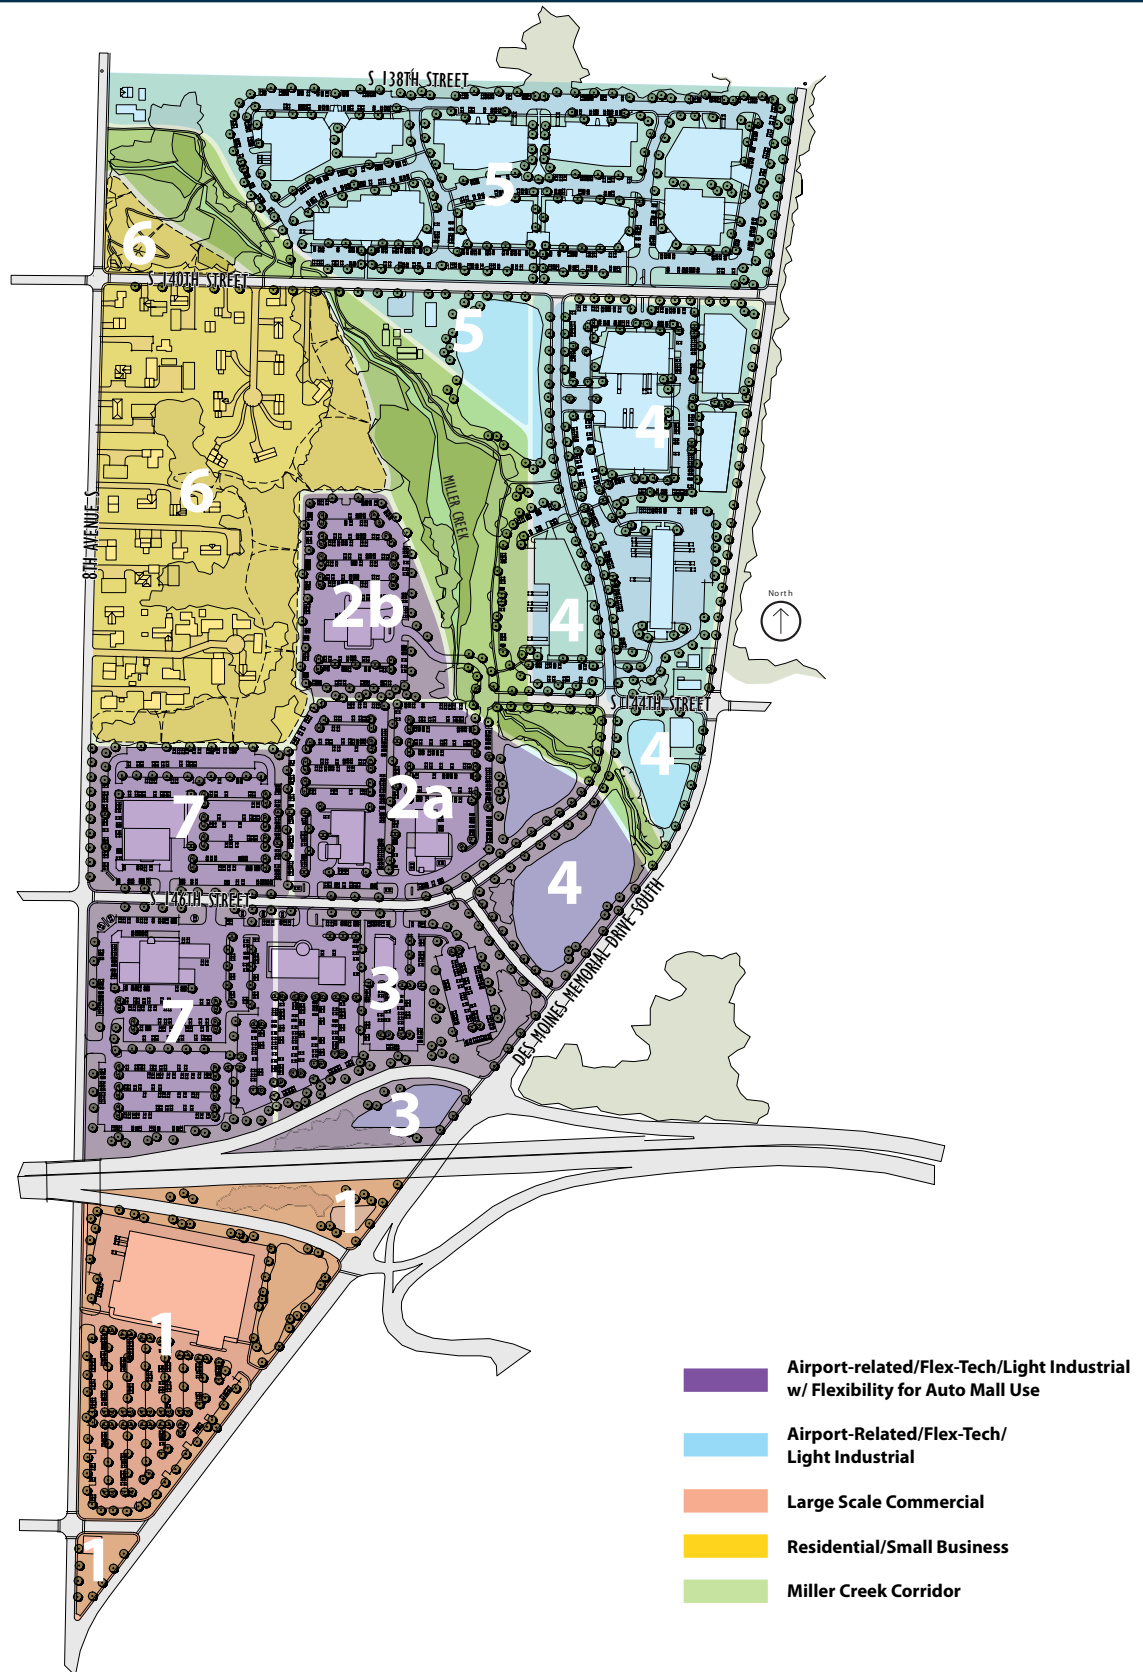 S 138TH STREET
5
6
S 140TH STREET
5
4
6
8TH AVENUE S
MILLER CREEK
2b
4
North
S 144TH STREET
4
2a
7
4
S 146TH STREET
3
7
DES MOINES MEMORIAL DRIVE SOUTH
3
1
1
1
Airport-related/Flex-Tech/Light Industrial
w/ Flexibility for Auto Mall Use
Airport-Related/Flex-Tech/
Light Industrial
Large Scale Commercial
Residential/Small Business
Miller Creek Corridor